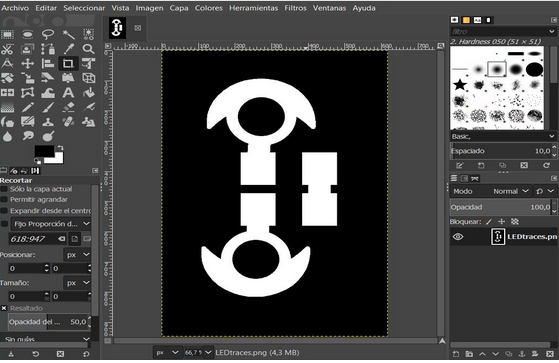 Archivo Editar Seleccionar Vista Imagen Capa Colores Herramientas Filtros Ventanas Ayuda
filtro
2. Hardness 050 (51 × 51)
Basic,
Espaciado 10,0
Recortar
Sólo la capa actual
Permitir agrandar
Expandir desde el centro
Fijo Proporción d...
618:947
Posicionar: px
0 0
Tamaño: px
0 0
Resaltado
Opacidad del ... 50,0
Sin guías
Modo Normal
Opacidad 100,0
Bloquear:
LEDtraces.pn
px 66,7 LEDtraces.png (4,3 MB)